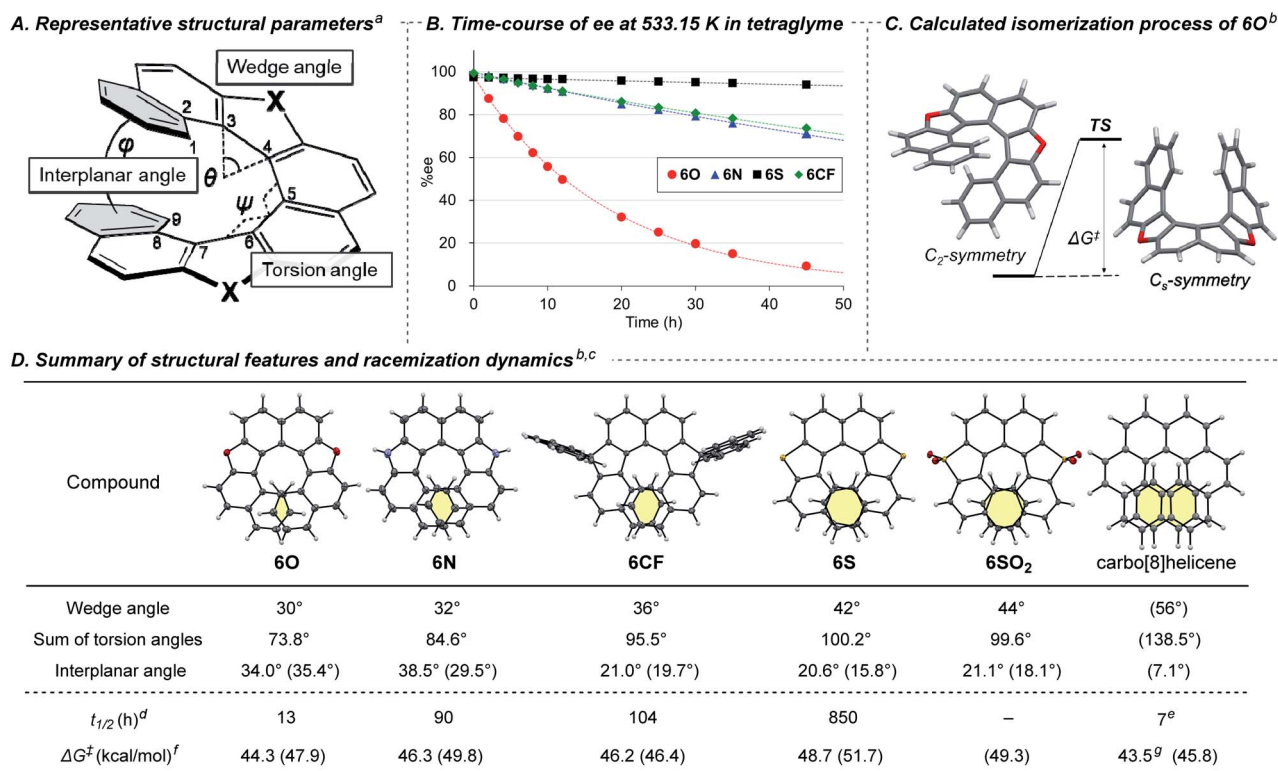 A. Representative structural parametersᵃ
Wedge angle
X
2
3
1
φ
4
Interplanar angle
θ
5
ψ
9
8
7
6
Torsion angle
X
B. Time-course of ee at 533.15 K in tetraglyme
100
80
60
40
20
0
%ee
6O 6N 6S 6CF
0 10 20 30 40 50
Time (h)
C. Calculated isomerization process of 6Oᵇ
TS
ΔG‡
C₂-symmetry
Cₛ-symmetry
D. Summary of structural features and racemization dynamicsᵇ,ᶜ
Compound
6O 6N 6CF 6S 6SO₂ carbo[8]helicene
Wedge angle 30° 32° 36° 42° 44° (56°)
Sum of torsion angles 73.8° 84.6° 95.5° 100.2° 99.6° (138.5°)
Interplanar angle 34.0° (35.4°) 38.5° (29.5°) 21.0° (19.7°) 20.6° (15.8°) 21.1° (18.1°) (7.1°)
t₁/₂ (h)ᵈ 13 90 104 850 – 7ᵉ
ΔG‡ (kcal/mol)ᶠ 44.3 (47.9) 46.3 (49.8) 46.2 (46.4) 48.7 (51.7) (49.3) 43.5ᵍ (45.8)